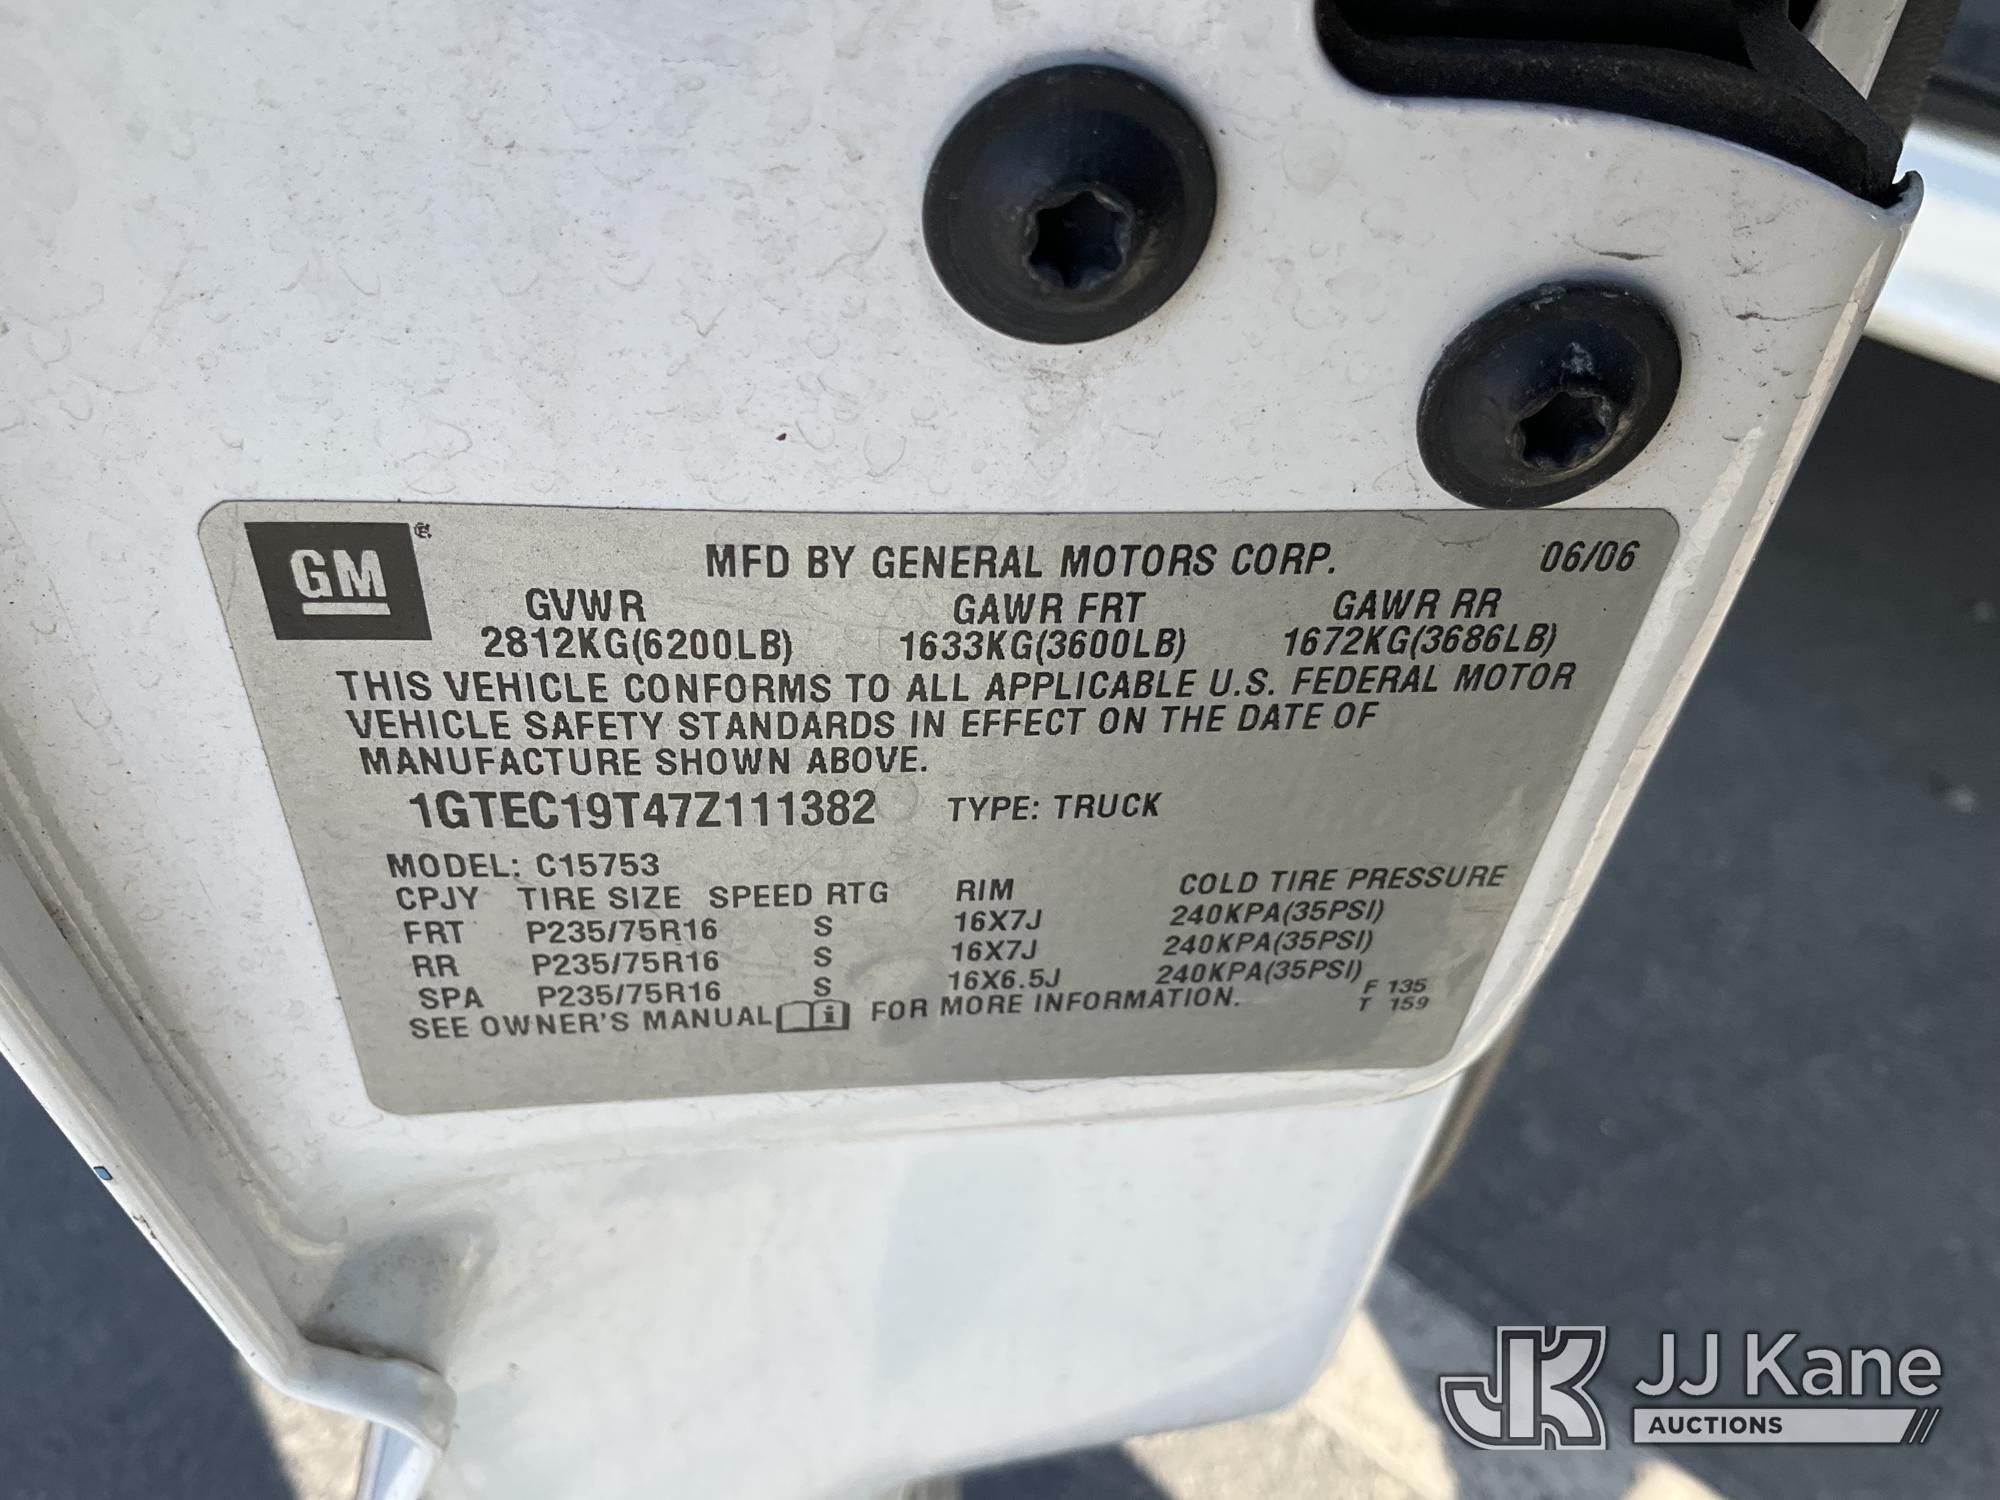 GM ®
MFD BY GENERAL MOTORS CORP. 06/06
GVWR GAWR FRT GAWR RR
2812KG(6200LB) 1633KG(3600LB) 1672KG(3686LB)
THIS VEHICLE CONFORMS TO ALL APPLICABLE U.S. FEDERAL MOTOR
VEHICLE SAFETY STANDARDS IN EFFECT ON THE DATE OF
MANUFACTURE SHOWN ABOVE.
1GTEC19T47Z111382 TYPE: TRUCK
MODEL: C15753
CPJY TIRE SIZE SPEED RTG RIM COLD TIRE PRESSURE
FRT P235/75R16 S 16X7J 240KPA(35PSI)
RR P235/75R16 S 16X7J 240KPA(35PSI)
SPA P235/75R16 S 16X6.5J 240KPA(35PSI) F 135
SEE OWNER'S MANUAL i FOR MORE INFORMATION. T 159
JK JJ Kane
AUCTIONS